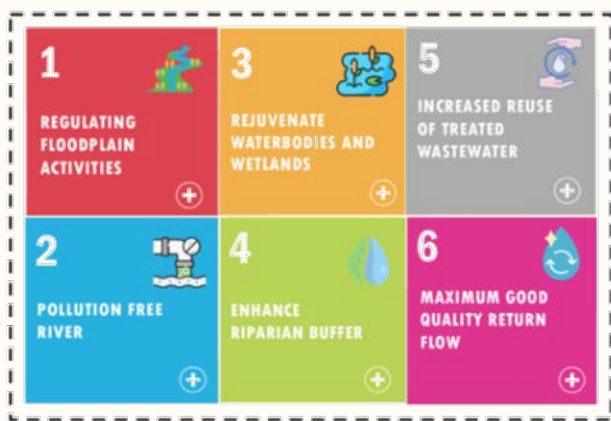 1
REGULATING
FLOODPLAIN
ACTIVITIES
2
POLLUTION FREE
RIVER
3
REJUVENATE
WATERBODIES AND
WETLANDS
4
ENHANCE
RIPARIAN BUFFER
5
INCREASED REUSE
OF TREATED
WASTEWATER
6
MAXIMUM GOOD
QUALITY RETURN
FLOW